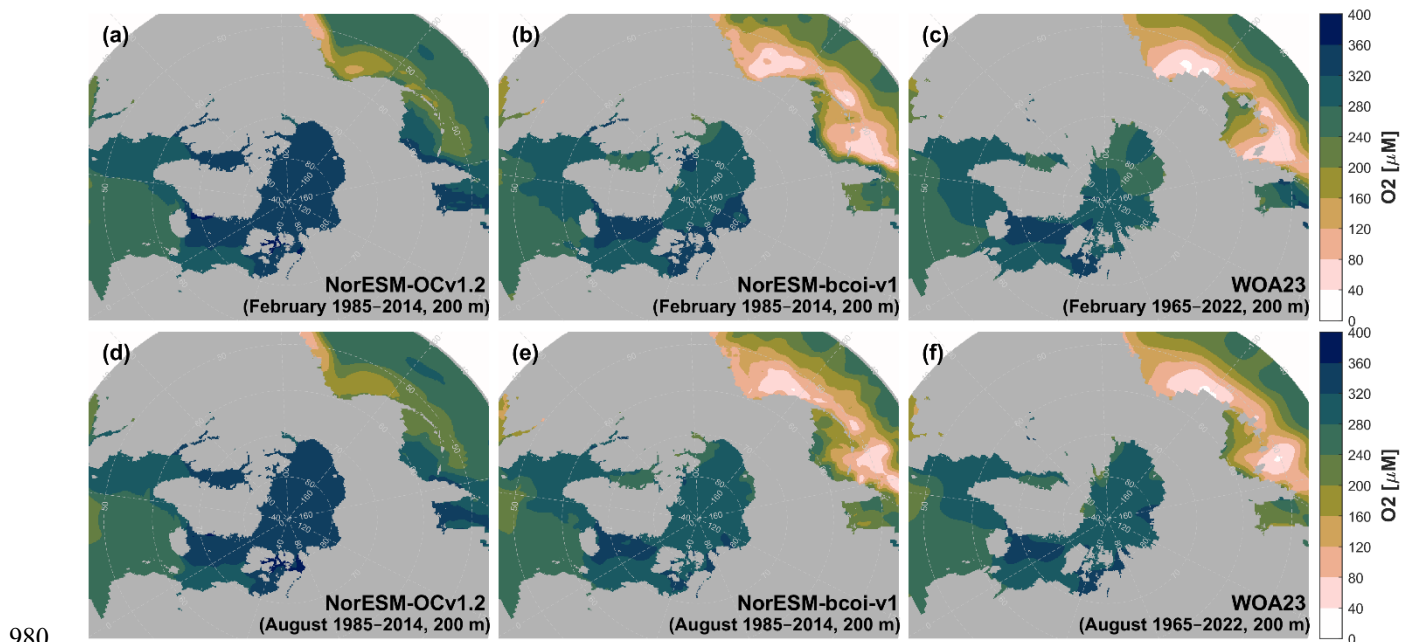 (a)
NorESM-OCv1.2
(February 1985–2014, 200 m)
(b)
NorESM-bcoi-v1
(February 1985–2014, 200 m)
(c)
WOA23
(February 1965–2022, 200 m)
400
360
320
280
240
200
160
120
80
40
0
O2 [μM]
(d)
NorESM-OCv1.2
(August 1985–2014, 200 m)
(e)
NorESM-bcoi-v1
(August 1985–2014, 200 m)
(f)
WOA23
(August 1965–2022, 200 m)
400
360
320
280
240
200
160
120
80
40
0
O2 [μM]
980